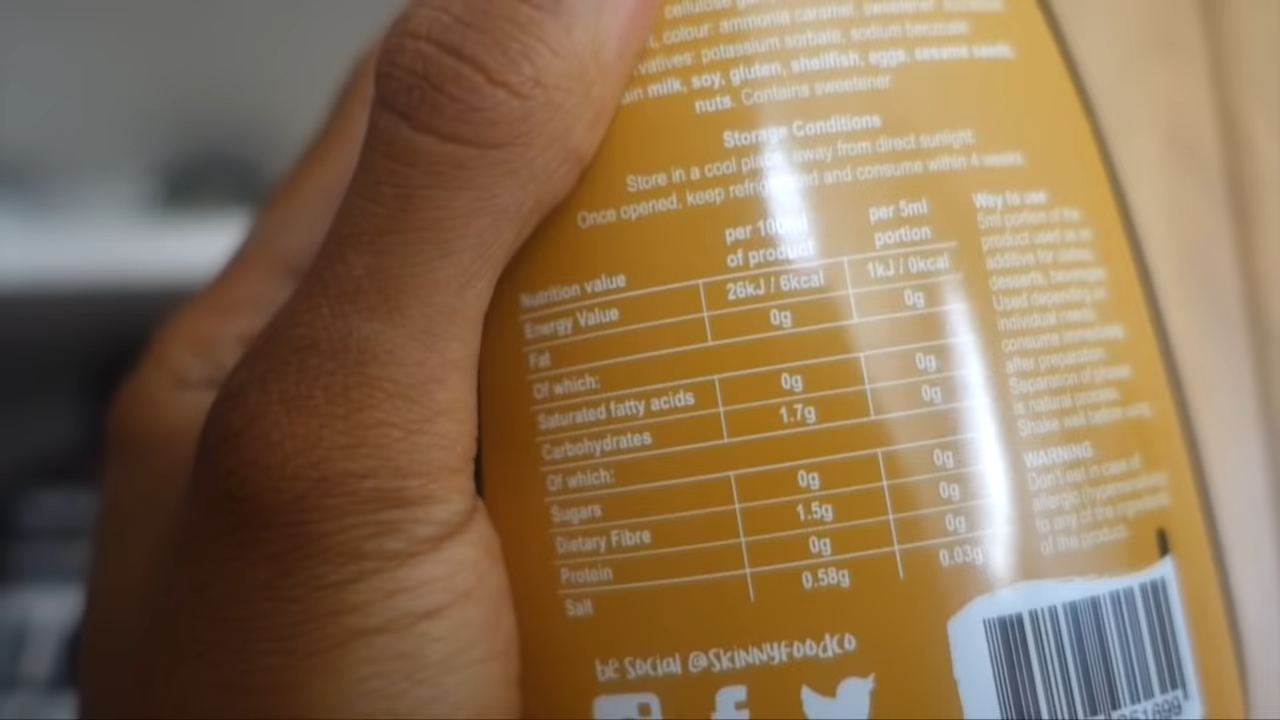 cellulose
colour: ammonia caramel, sweetener:
vatives: potassium sorbate, sodium benzoate
milk, soy, gluten, shellfish, eggs, sesame seeds,
nuts. Contains sweetener.
Storage Conditions
Store in a cool place, away from direct sunlight.
Once opened, keep refrigerated and consume within 4 weeks
Nutrition value per 100ml of product per 5ml portion
Energy Value 26kJ / 6kcal 1kJ / 0kcal
Fat 0g 0g
Of which:
Saturated fatty acids 0g 0g
Carbohydrates 1.7g 0g
Of which:
Sugars 0g 0g
Dietary Fibre 1.5g 0g
Protein 0g 0g
Salt 0.58g 0.03g
Way to use
5ml portion of the
product used as an
additive for
desserts, beverages
Used depending on
individual needs,
consume immediately
after preparation.
Separation of phases
is natural process.
Shake well before using
WARNING
Don't eat in case of
allergic
to any of the ingredients
of the product.
be social @skinnyfoodco